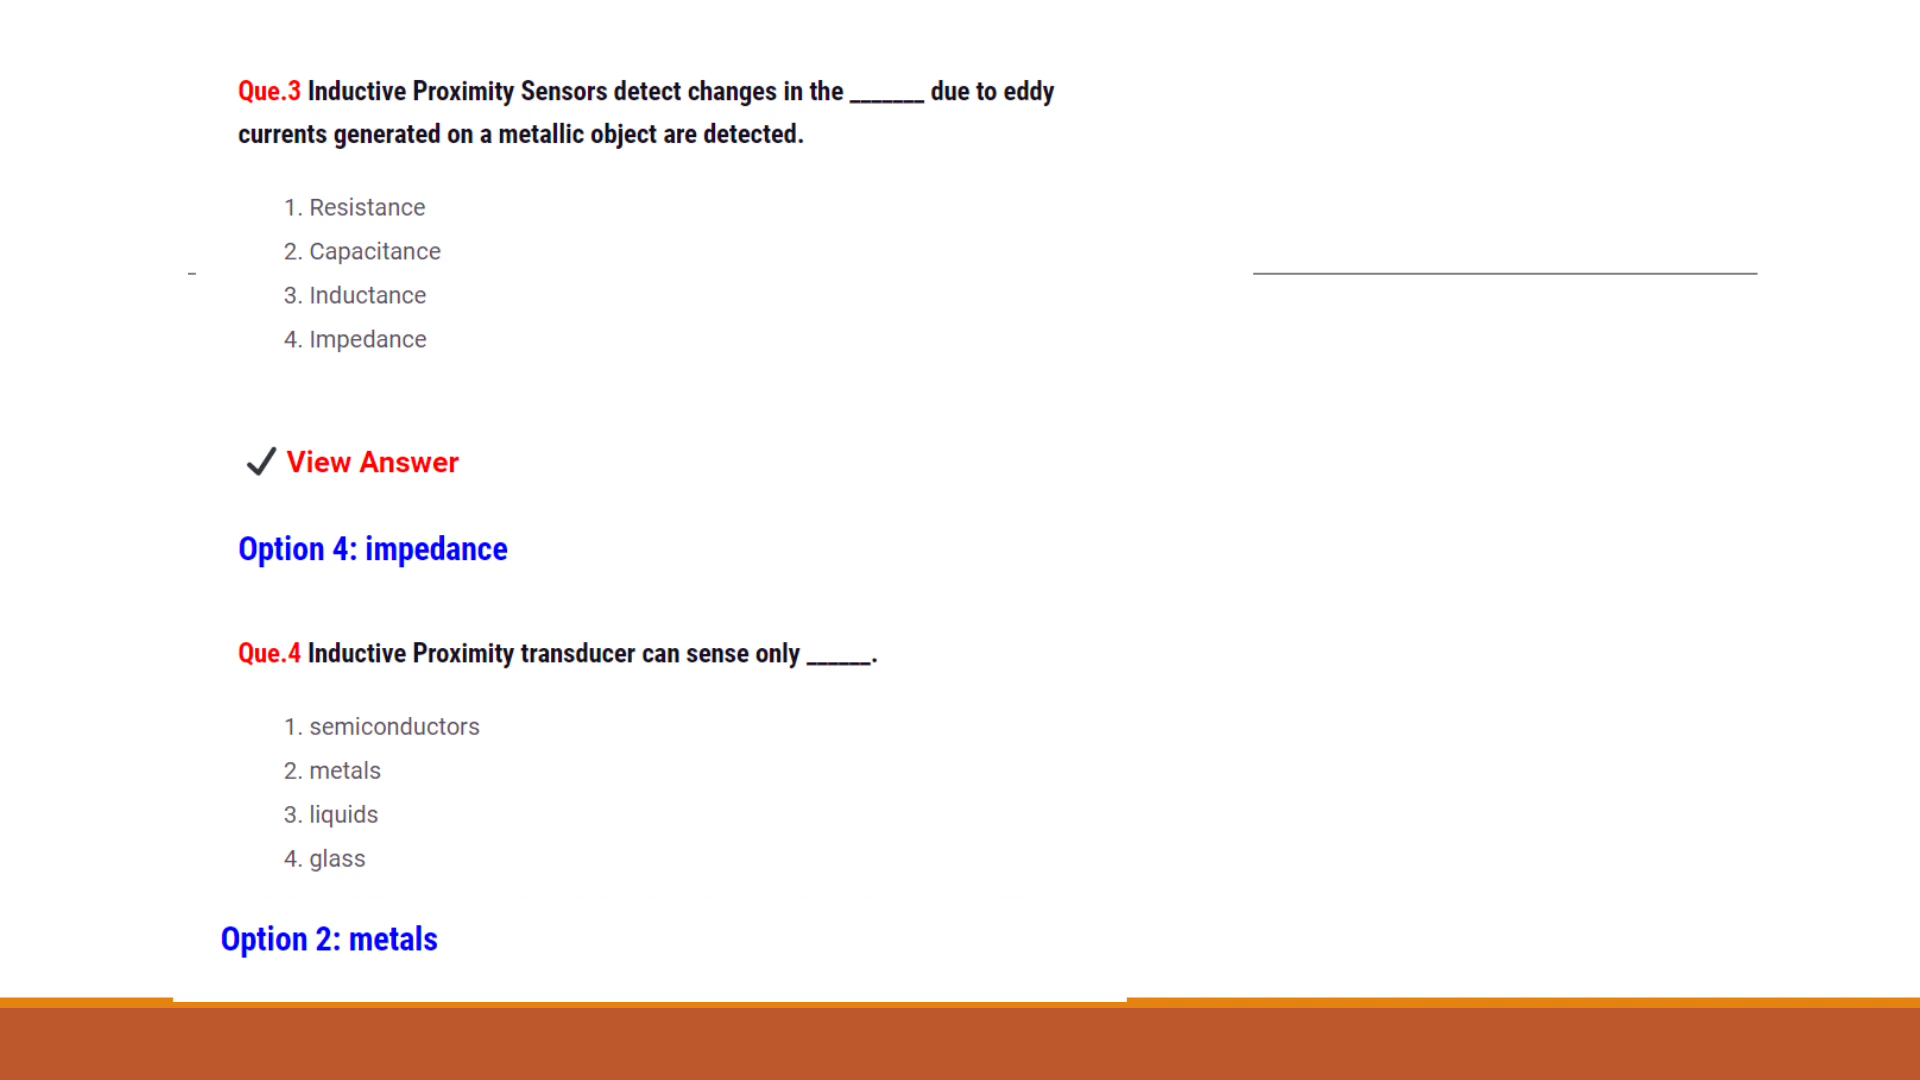 Que.3 Inductive Proximity Sensors detect changes in the _______ due to eddy
currents generated on a metallic object are detected.
1. Resistance
2. Capacitance
3. Inductance
4. Impedance
✓ View Answer
Option 4: impedance
Que.4 Inductive Proximity transducer can sense only ______.
1. semiconductors
2. metals
3. liquids
4. glass
Option 2: metals